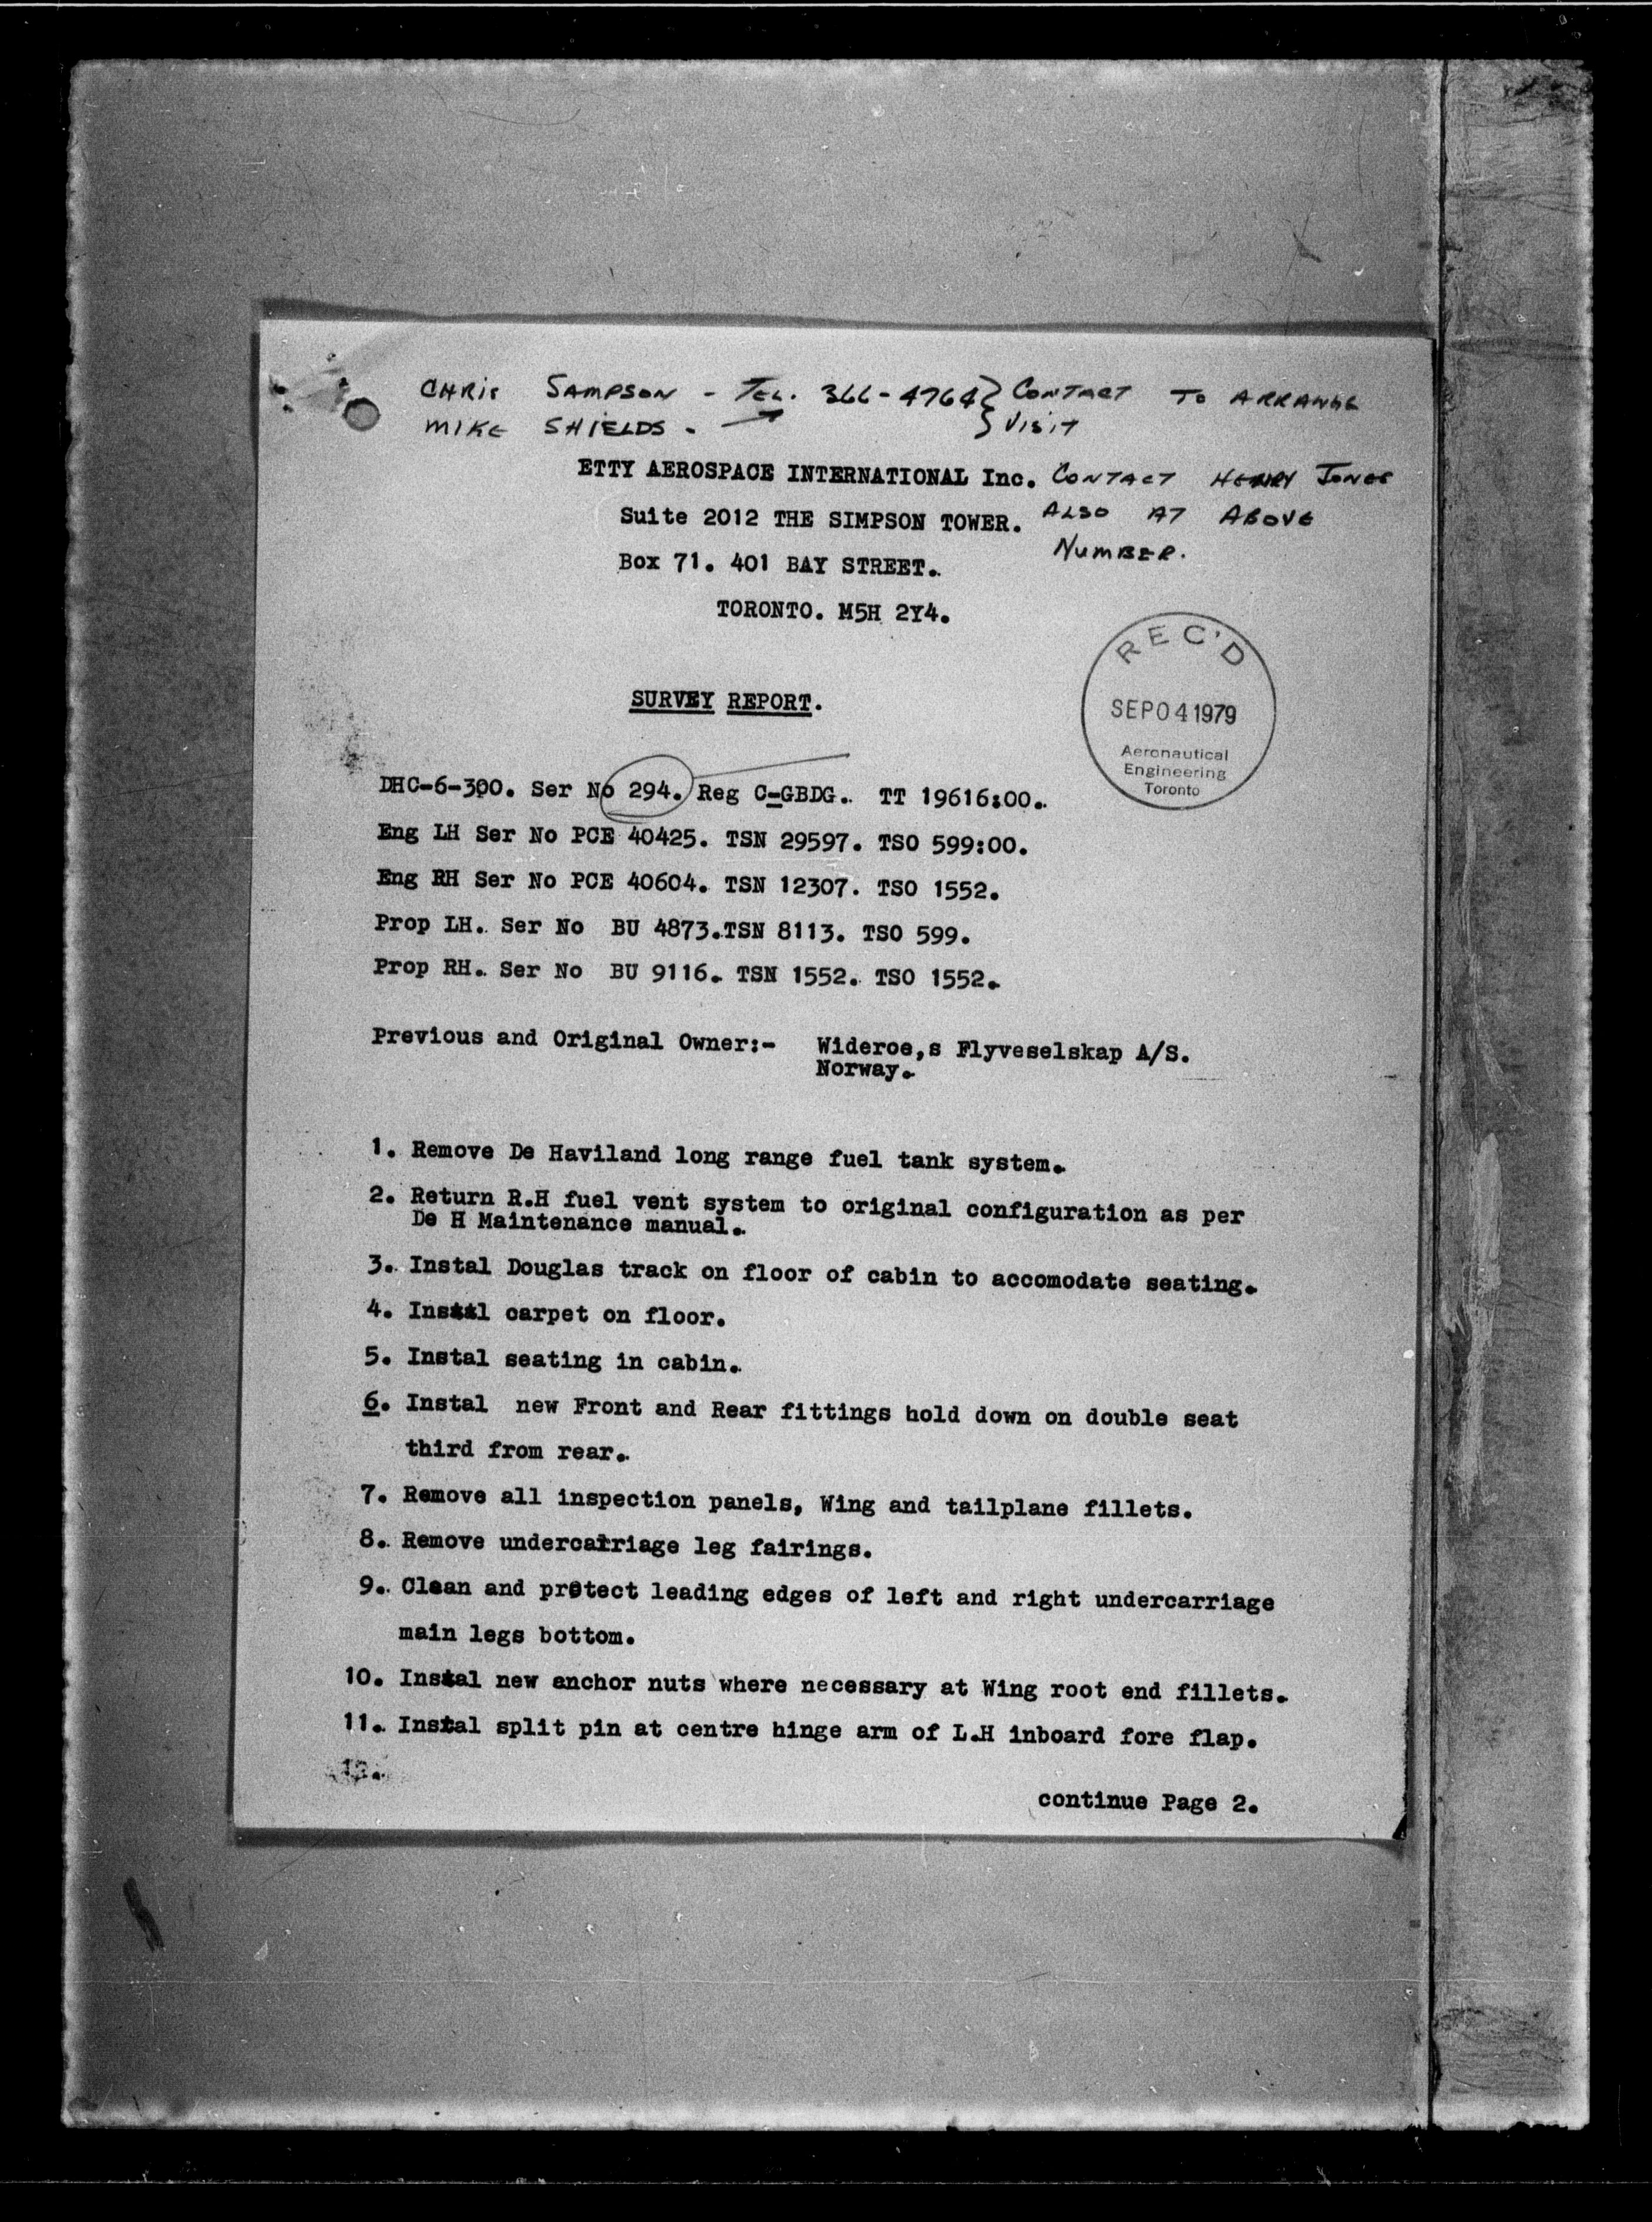 CHRIS SAMPSON - TEL. 366-4764 } CONTACT TO ARRANGE
MIKE SHIELDS. → } VISIT
ETTY AEROSPACE INTERNATIONAL Inc. CONTACT HENRY JONES
Suite 2012 THE SIMPSON TOWER. ALSO AT ABOVE
Box 71. 401 BAY STREET. NUMBER.
TORONTO. M5H 2Y4.
REC'D
SEP 04 1979
Aeronautical
Engineering
Toronto
SURVEY REPORT.
DHC-6-300. Ser No 294. Reg C-GBDG. TT 19616:00.
Eng LH Ser No PCE 40425. TSN 29597. TSO 599:00.
Eng RH Ser No PCE 40604. TSN 12307. TSO 1552.
Prop LH. Ser No BU 4873.TSN 8113. TSO 599.
Prop RH. Ser No BU 9116. TSN 1552. TSO 1552.
Previous and Original Owner:- Wideroe,s Flyveselskap A/S.
Norway.
1. Remove De Haviland long range fuel tank system.
2. Return R.H fuel vent system to original configuration as per
De H Maintenance manual.
3. Instal Douglas track on floor of cabin to accomodate seating.
4. Instal carpet on floor.
5. Instal seating in cabin.
6. Instal new Front and Rear fittings hold down on double seat
third from rear.
7. Remove all inspection panels, Wing and tailplane fillets.
8. Remove undercarriage leg fairings.
9. Clean and protect leading edges of left and right undercarriage
main legs bottom.
10. Instal new anchor nuts where necessary at Wing root end fillets.
11. Instal split pin at centre hinge arm of L.H inboard fore flap.
12.
continue Page 2.